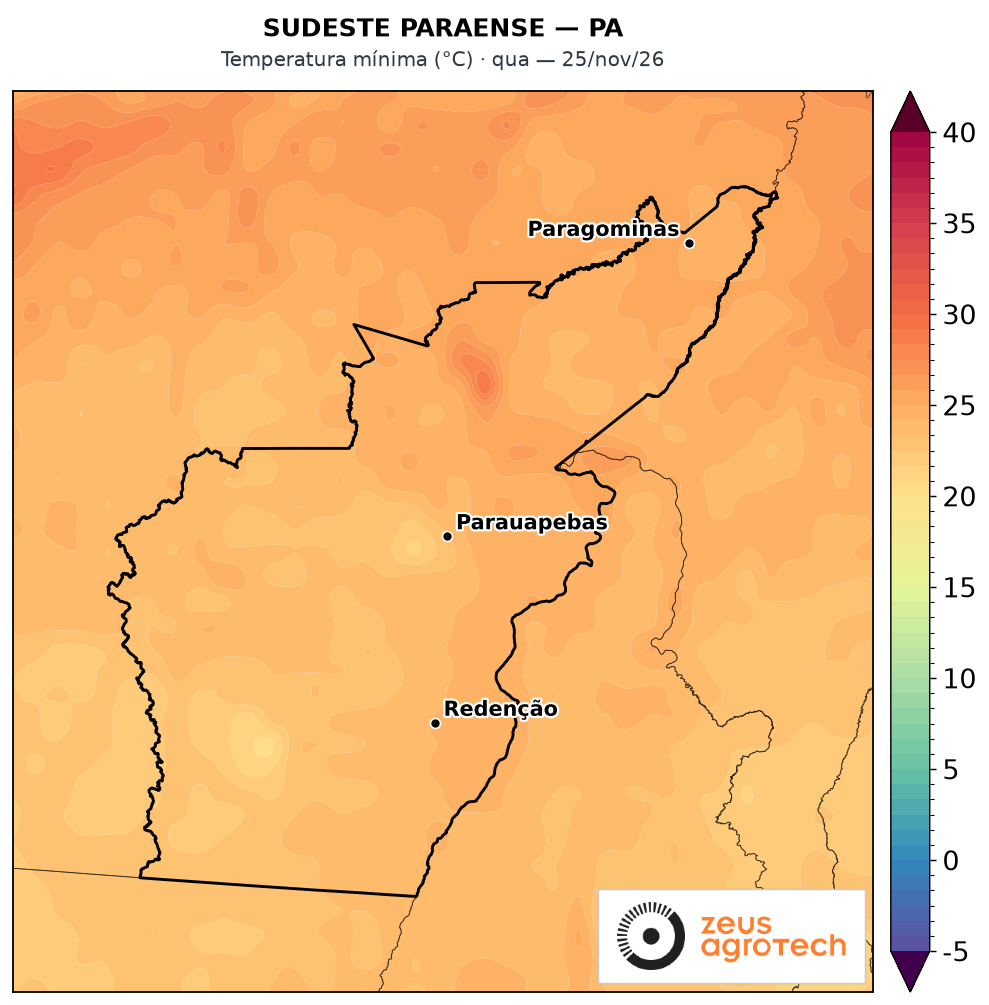 SUDESTE PARAENSE — PA
Temperatura mínima (°C) · qua — 25/nov/26
Paragominas
Parauapebas
Redenção
40
35
30
25
20
15
10
5
0
-5
zeus
agrotech